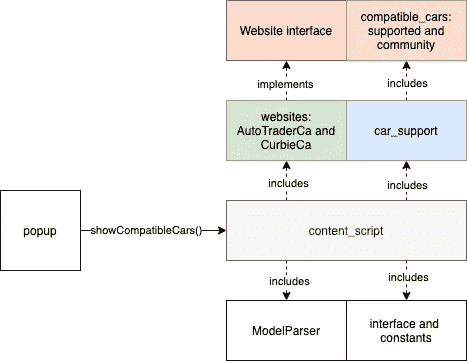 Website interface
compatible_cars:
supported and
community
implements
includes
websites:
AutoTraderCa and
CurbieCa
car_support
includes
includes
popup
showCompatibleCars()
content_script
includes
includes
ModelParser
interface and
constants